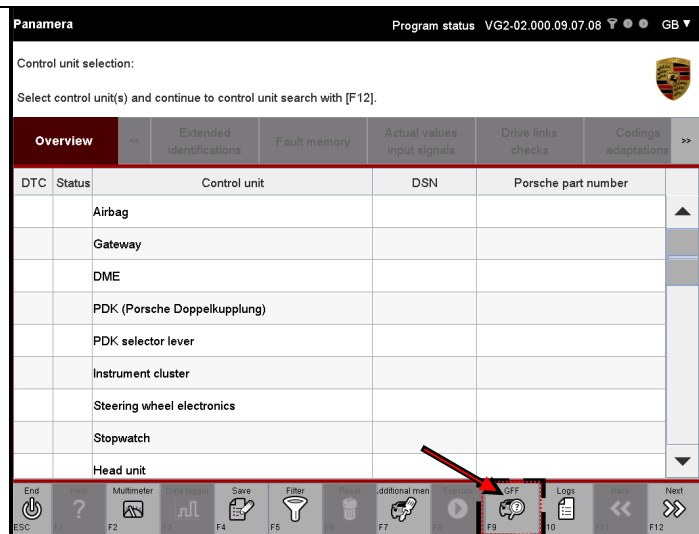 Panamera Program status VG2-02.000.09.07.08 GB
Control unit selection:
Select control unit(s) and continue to control unit search with [F12].
Overview << Extended identifications Fault memory Actual values input signals Drive links checks Codings adaptations >>
DTC Status Control unit DSN Porsche part number
Airbag
Gateway
DME
PDK (Porsche Doppelkupplung)
PDK selector lever
Instrument cluster
Steering wheel electronics
Stopwatch
Head unit
End Help Multimeter Data logger Save Filter Reset dditional men Execute GFF Logs Back Next
ESC F1 F2 F3 F4 F5 F6 F7 F8 F9 10 F11 F12